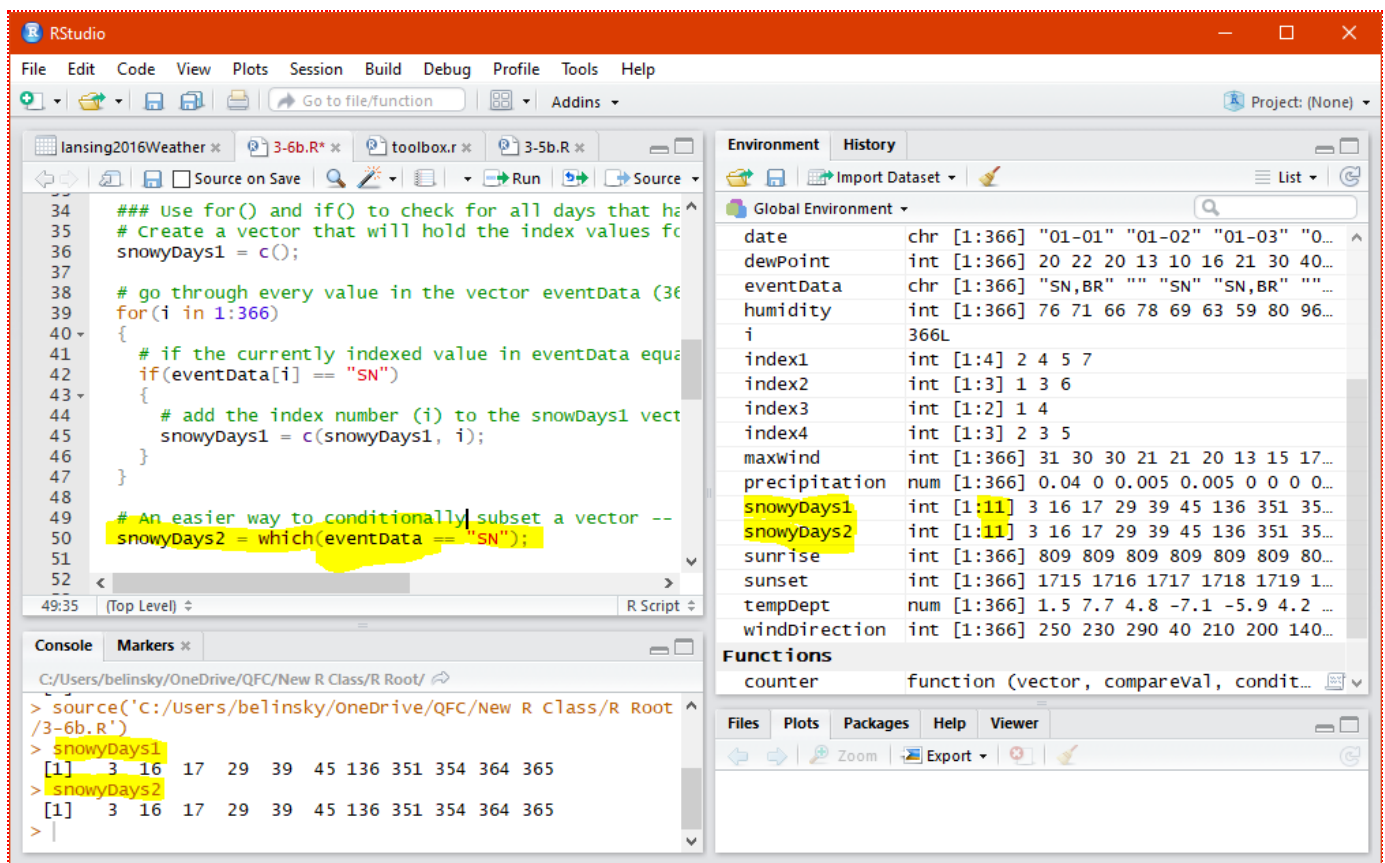 RStudio
File Edit Code View Plots Session Build Debug Profile Tools Help
Go to file/function Addins Project: (None)
lansing2016Weather 3-6b.R* toolbox.r 3-5b.R
Source on Save Run Source
34 ### Use for() and if() to check for all days that ha
35 # Create a vector that will hold the index values fo
36 snowyDays1 = c();
37
38 # go through every value in the vector eventData (36
39 for(i in 1:366)
40 {
41 # if the currently indexed value in eventData equa
42 if(eventData[i] == "SN")
43 {
44 # add the index number (i) to the snowDays1 vect
45 snowyDays1 = c(snowyDays1, i);
46 }
47 }
48
49 # An easier way to conditionally subset a vector --
50 snowyDays2 = which(eventData == "SN");
51
52
49:35 (Top Level) R Script
Console Markers
C:/Users/belinsky/OneDrive/QFC/New R Class/R Root/
> source('C:/Users/belinsky/OneDrive/QFC/New R Class/R Root
/3-6b.R')
> snowyDays1
[1] 3 16 17 29 39 45 136 351 354 364 365
> snowyDays2
[1] 3 16 17 29 39 45 136 351 354 364 365
>
Environment History
Import Dataset List
Global Environment
date chr [1:366] "01-01" "01-02" "01-03" "0...
dewPoint int [1:366] 20 22 20 13 10 16 21 30 40...
eventData chr [1:366] "SN,BR" "" "SN" "SN,BR" ""...
humidity int [1:366] 76 71 66 78 69 63 59 80 96...
i 366L
index1 int [1:4] 2 4 5 7
index2 int [1:3] 1 3 6
index3 int [1:2] 1 4
index4 int [1:3] 2 3 5
maxWind int [1:366] 31 30 30 21 21 20 13 15 17...
precipitation num [1:366] 0.04 0 0.005 0.005 0 0 0 0...
snowyDays1 int [1:11] 3 16 17 29 39 45 136 351 35...
snowyDays2 int [1:11] 3 16 17 29 39 45 136 351 35...
sunrise int [1:366] 809 809 809 809 809 809 80...
sunset int [1:366] 1715 1716 1717 1718 1719 1...
tempDept num [1:366] 1.5 7.7 4.8 -7.1 -5.9 4.2 ...
windDirection int [1:366] 250 230 290 40 210 200 140...
Functions
counter function (vector, compareVal, condit...
Files Plots Packages Help Viewer
Zoom Export